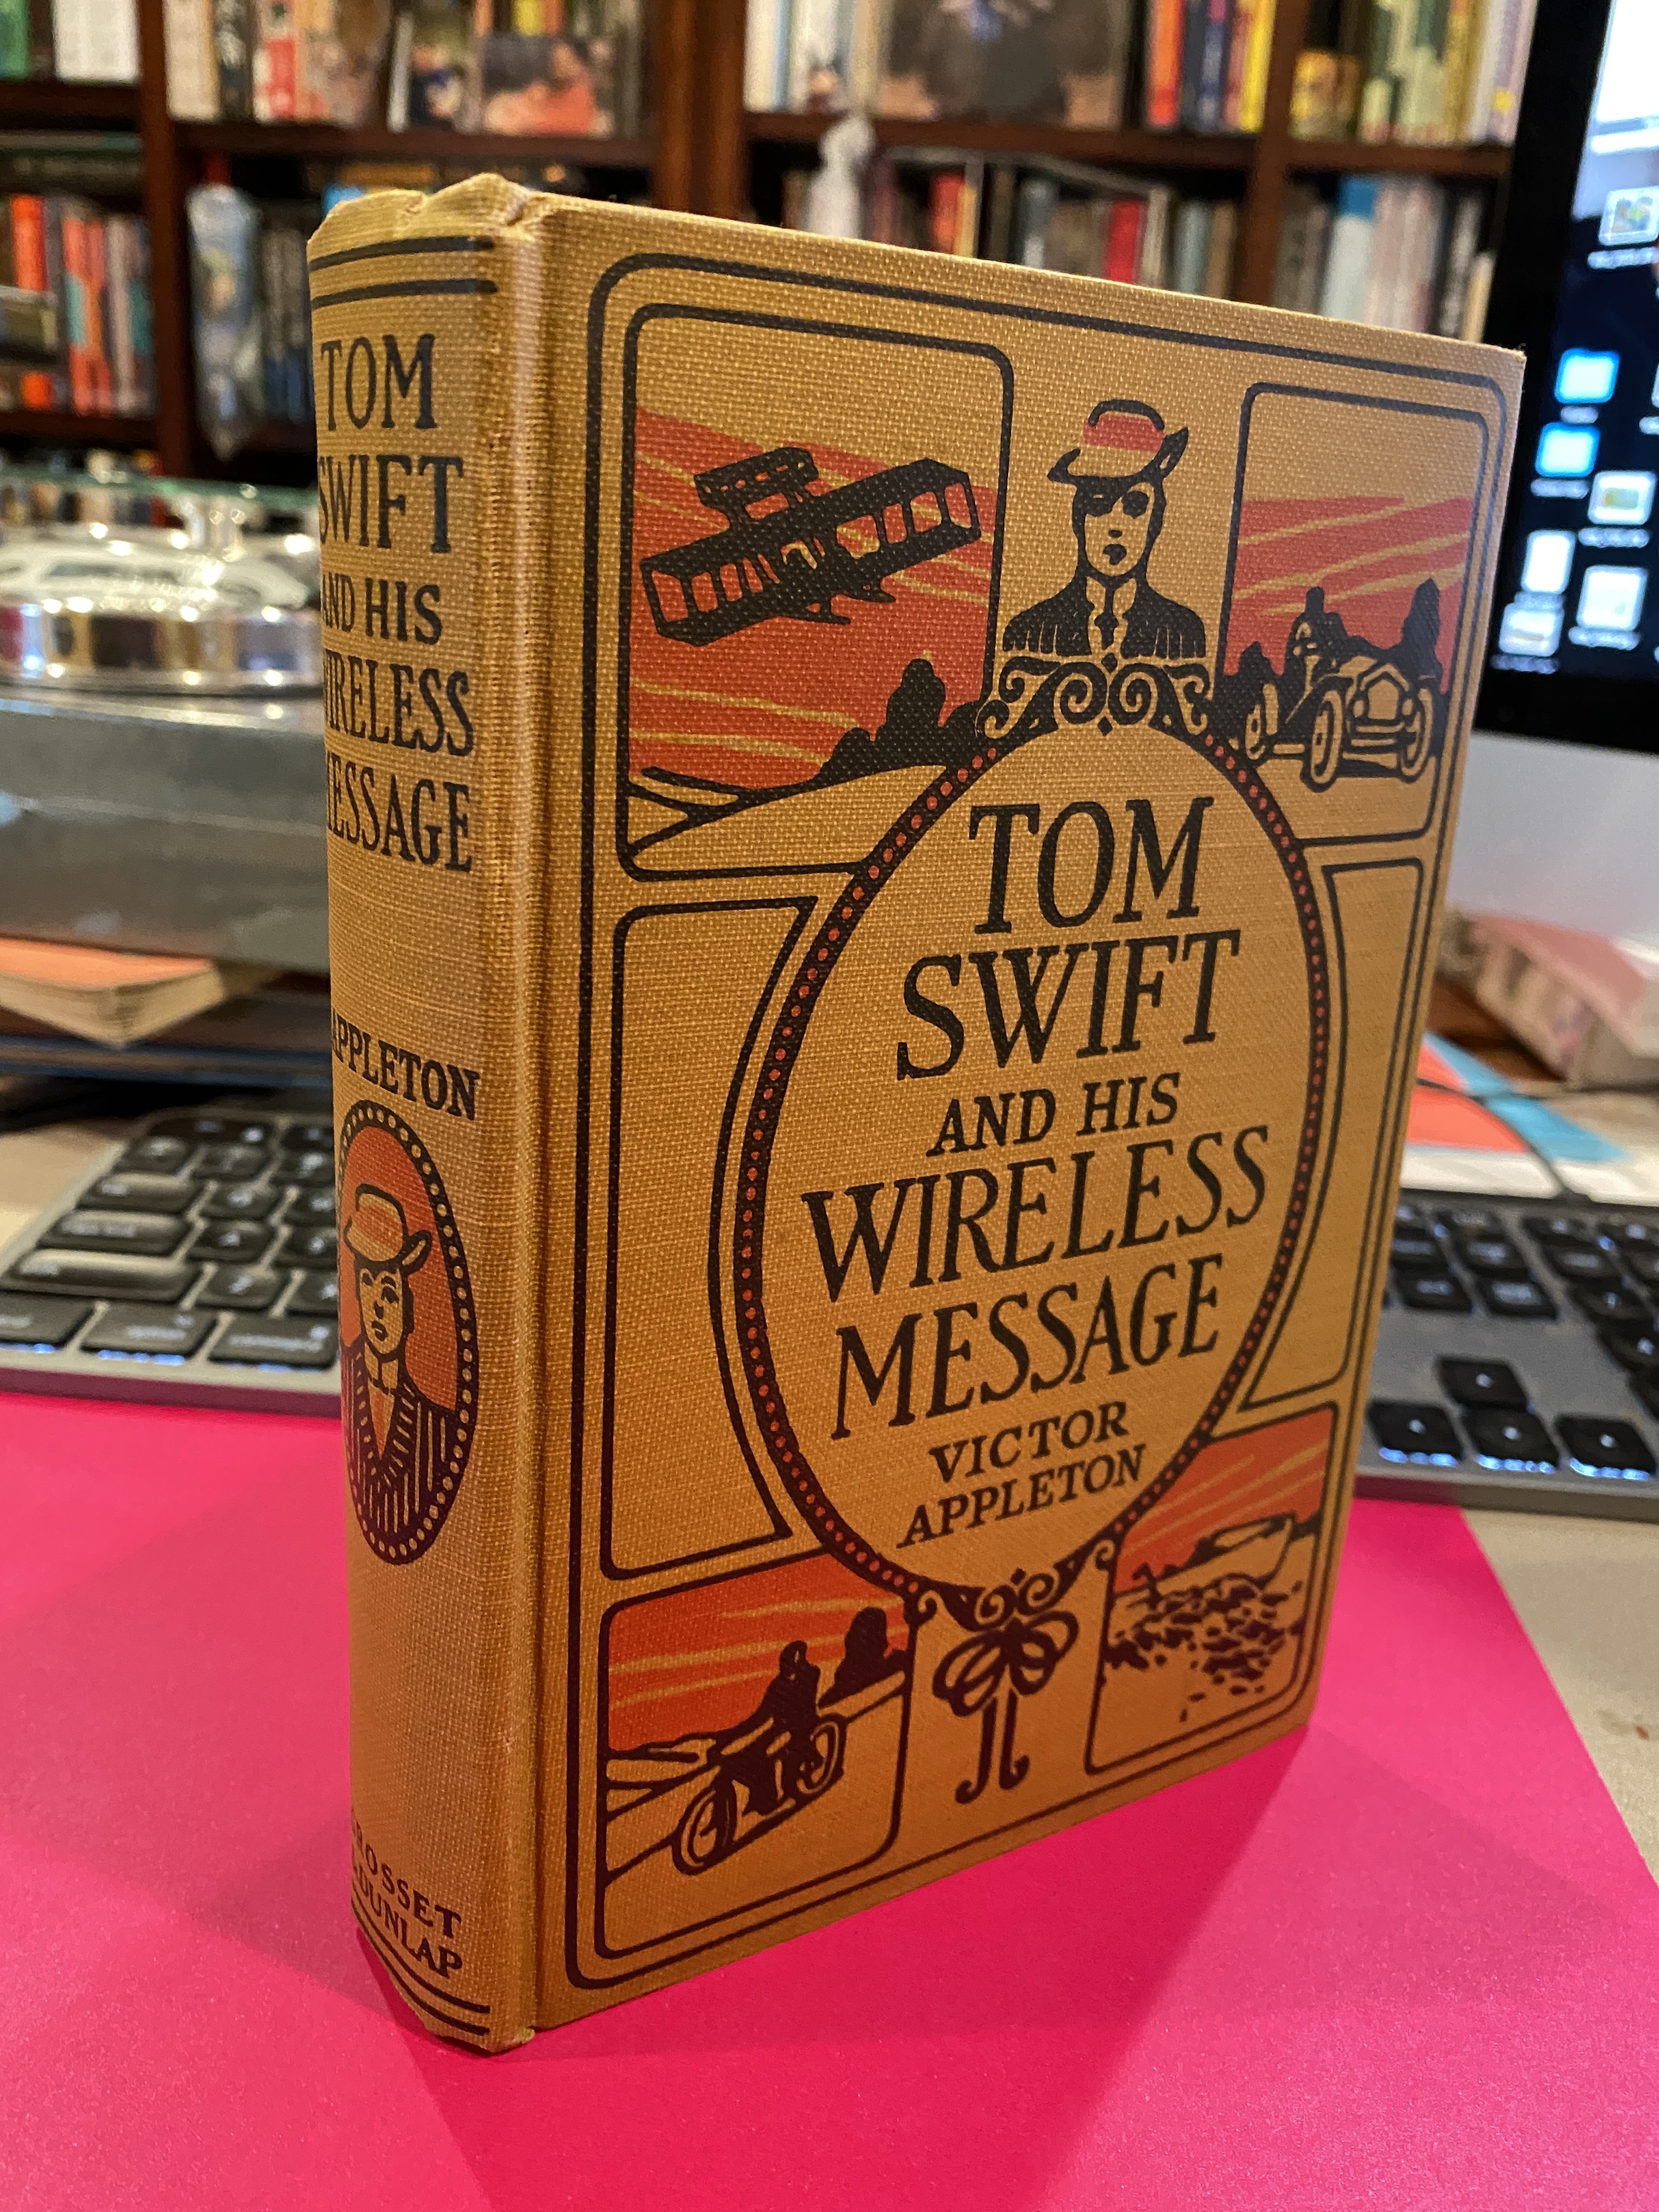 TOM
SWIFT
AND HIS
WIRELESS
MESSAGE
APPLETON
GROSSET
& DUNLAP
TOM
SWIFT
AND HIS
WIRELESS
MESSAGE
VICTOR
APPLETON